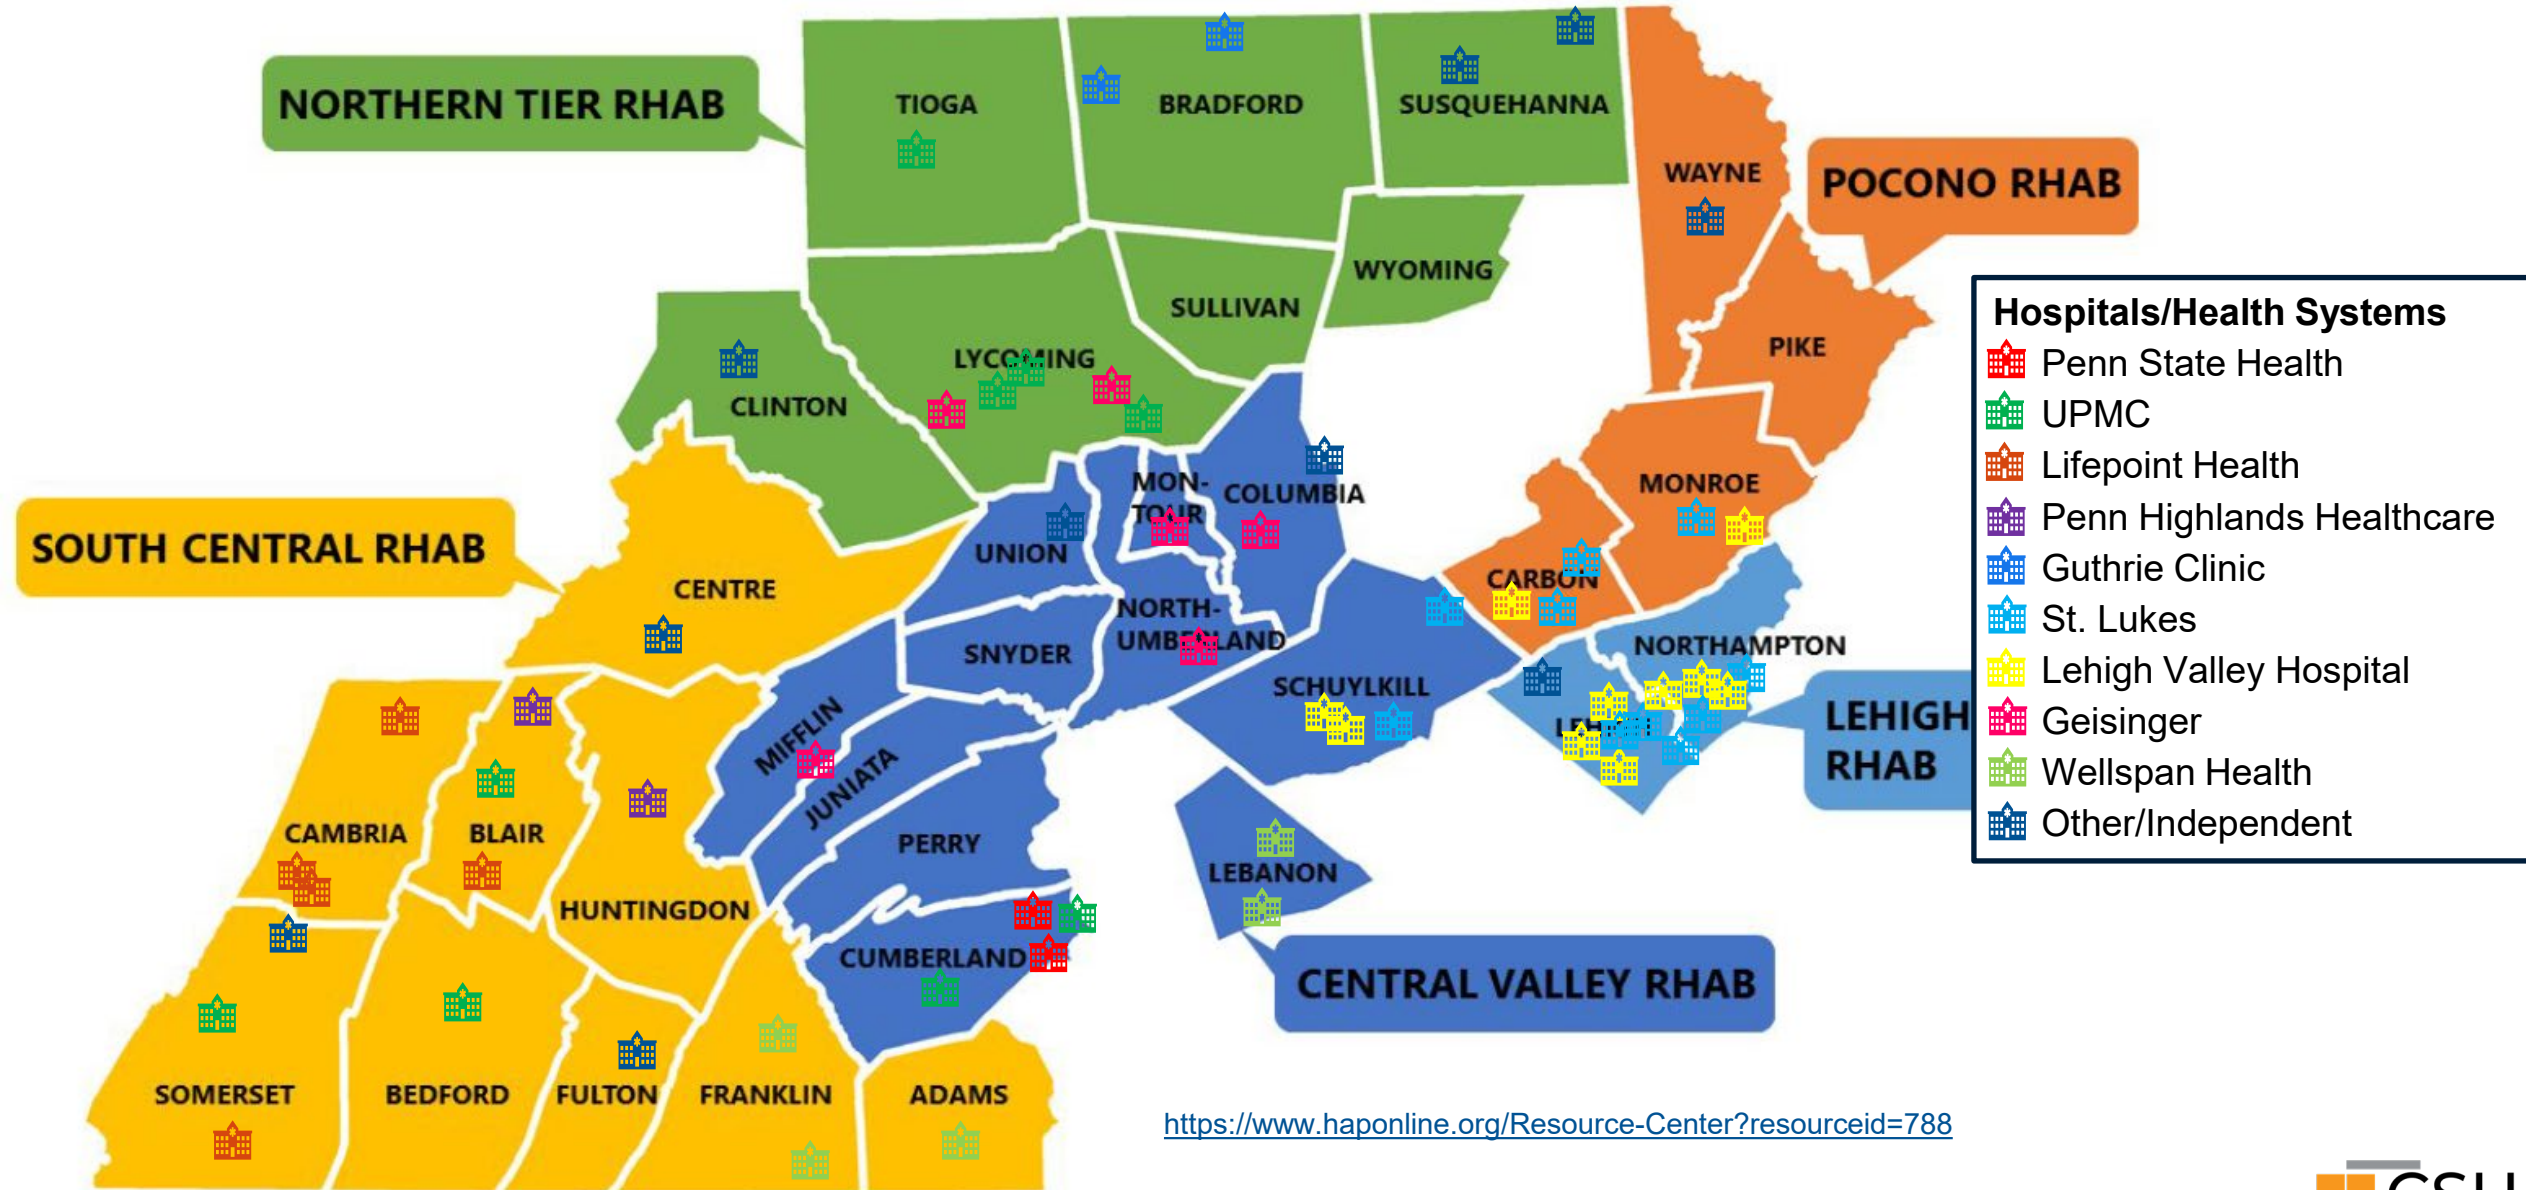 NORTHERN TIER RHAB
TIOGA
BRADFORD
SUSQUEHANNA
WAYNE
POCONO RHAB
WYOMING
SULLIVAN
PIKE
LYCOMING
CLINTON
SOUTH CENTRAL RHAB
CENTRE
UNION
MON-
TOUR
COLUMBIA
MONROE
CARBON
NORTH-
UMBERLAND
SNYDER
NORTHAMPTON
SCHUYLKILL
LEHIGH
LEHIGH
RHAB
MIFFLIN
JUNIATA
PERRY
CAMBRIA
BLAIR
HUNTINGDON
LEBANON
CUMBERLAND
CENTRAL VALLEY RHAB
SOMERSET
BEDFORD
FULTON
FRANKLIN
ADAMS
Hospitals/Health Systems
Penn State Health
UPMC
Lifepoint Health
Penn Highlands Healthcare
Guthrie Clinic
St. Lukes
Lehigh Valley Hospital
Geisinger
Wellspan Health
Other/Independent
https://www.haponline.org/Resource-Center?resourceid=788